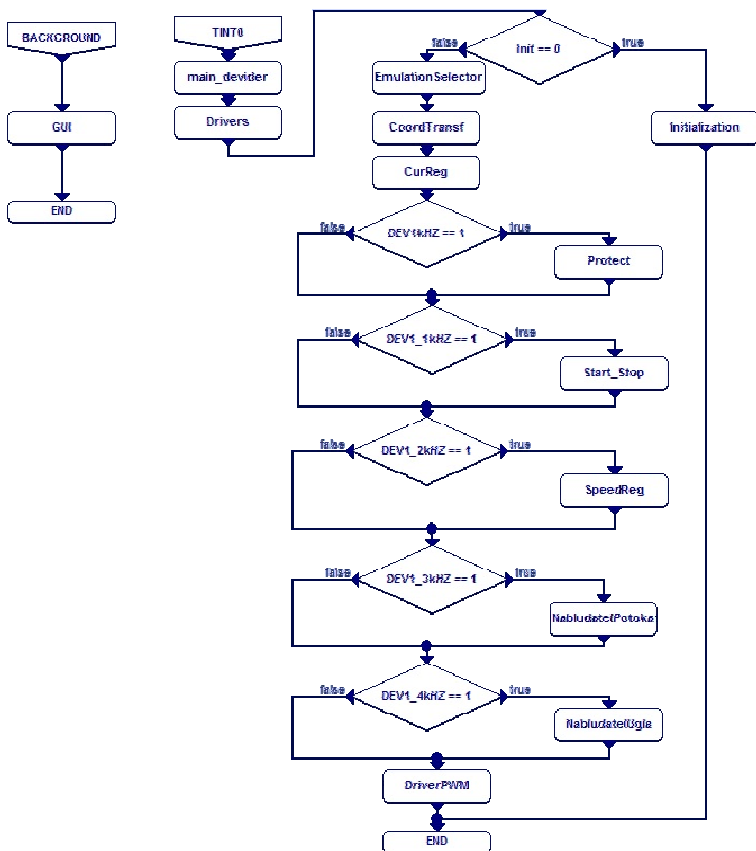 BACKGROUND
GUI
END
TINT0
main_devider
Drivers
Init == 0
false
true
EmulationSelector
Initialization
CoordTransf
CurReg
DEV1kHZ == 1
false
true
Protect
DEV1_1kHZ == 1
false
true
Start_Stop
DEV1_2kHZ == 1
false
true
SpeedReg
DEV1_3kHZ == 1
false
true
NabludatelPotoka
DEV1_4kHZ == 1
false
true
NabludatelUgla
DriverPWM
END